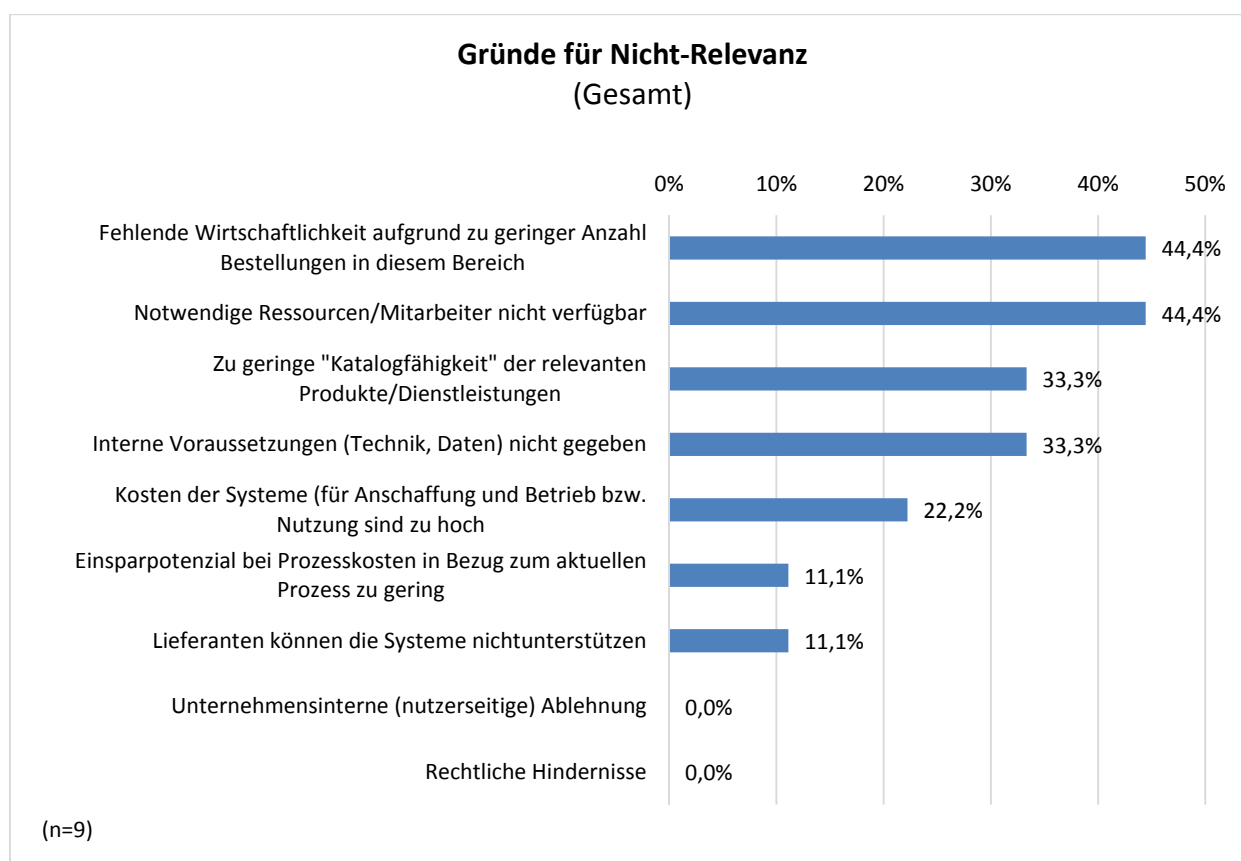 Gründe für Nicht-Relevanz
(Gesamt)
0% 10% 20% 30% 40% 50%
Fehlende Wirtschaftlichkeit aufgrund zu geringer Anzahl
Bestellungen in diesem Bereich
44,4%
Notwendige Ressourcen/Mitarbeiter nicht verfügbar
44,4%
Zu geringe "Katalogfähigkeit" der relevanten
Produkte/Dienstleistungen
33,3%
Interne Voraussetzungen (Technik, Daten) nicht gegeben
33,3%
Kosten der Systeme (für Anschaffung und Betrieb bzw.
Nutzung sind zu hoch
22,2%
Einsparpotenzial bei Prozesskosten in Bezug zum aktuellen
Prozess zu gering
11,1%
Lieferanten können die Systeme nichtunterstützen
11,1%
Unternehmensinterne (nutzerseitige) Ablehnung
0,0%
Rechtliche Hindernisse
0,0%
(n=9)